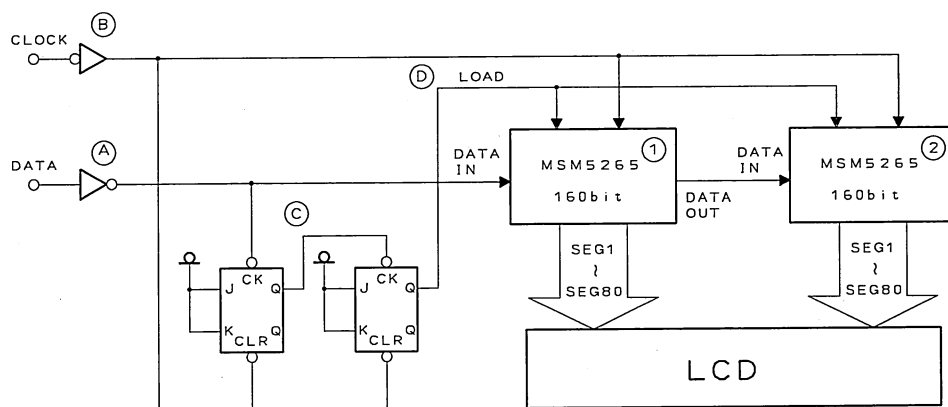 B
CLOCK
D
LOAD
A
DATA
DATA
IN
1
MSM5265
160bit
DATA
OUT
DATA
IN
2
MSM5265
160bit
C
SEG1
~
SEG80
SEG1
~
SEG80
CK
J
Q
K
Q
CLR
CK
J
Q
K
Q
CLR
LCD